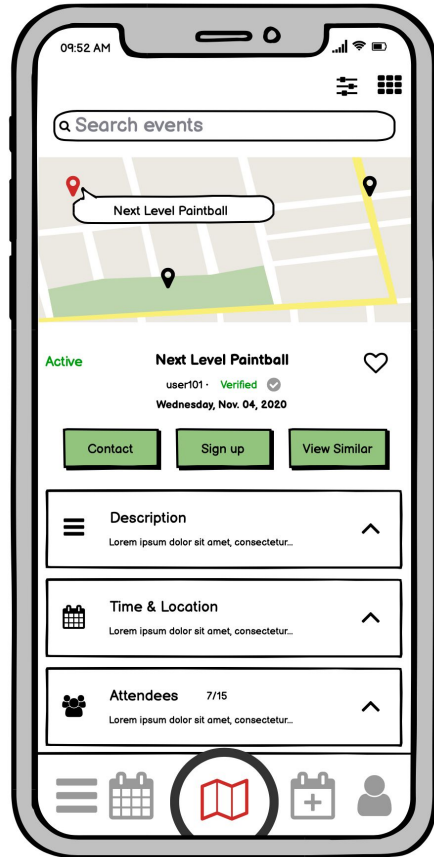 09:52 AM
Search events
Next Level Paintball
Active
Next Level Paintball
user101 · Verified
Wednesday, Nov. 04, 2020
Contact
Sign up
View Similar
Description
Lorem ipsum dolor sit amet, consectetur...
Time & Location
Lorem ipsum dolor sit amet, consectetur...
Attendees 7/15
Lorem ipsum dolor sit amet, consectetur...